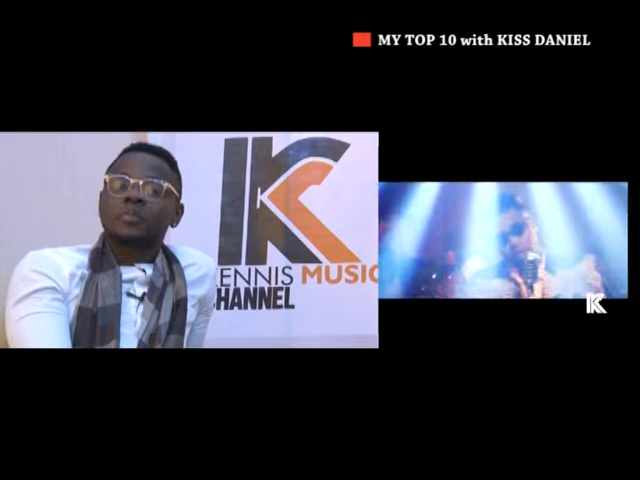 MY TOP 10 with KISS DANIEL
K
KENNIS MUSIC
CHANNEL
K